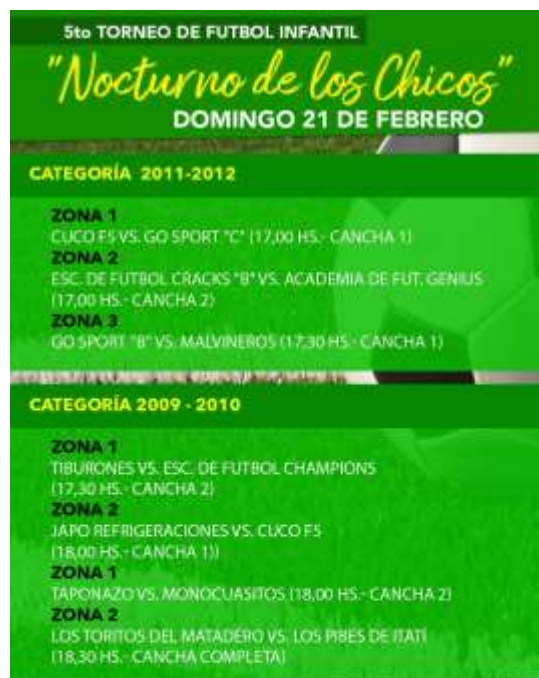 5to TORNEO DE FUTBOL INFANTIL
"Nocturno de los Chicos"
DOMINGO 21 DE FEBRERO
CATEGORÍA 2011-2012
ZONA 1
CUCO F5 VS. GO SPORT "C" (17,00 HS.- CANCHA 1)
ZONA 2
ESC. DE FUTBOL CRACKS "B" VS. ACADEMIA DE FUT. GENIUS
(17,00 HS.- CANCHA 2)
ZONA 3
GO SPORT "B" VS. MALVINEROS (17,30 HS.- CANCHA 1)
CATEGORÍA 2009 - 2010
ZONA 1
TIBURONES VS. ESC. DE FUTBOL CHAMPIONS
(17,30 HS.- CANCHA 2)
ZONA 2
JAPO REFRIGERACIONES VS. CUCO F5
(18,00 HS.- CANCHA 1))
ZONA 1
TAPONAZO VS. MONOCUASITOS (18,00 HS.- CANCHA 2)
ZONA 2
LOS TORITOS DEL MATADERO VS. LOS PIBES DE ITATÍ
(18,30 HS.- CANCHA COMPLETA)